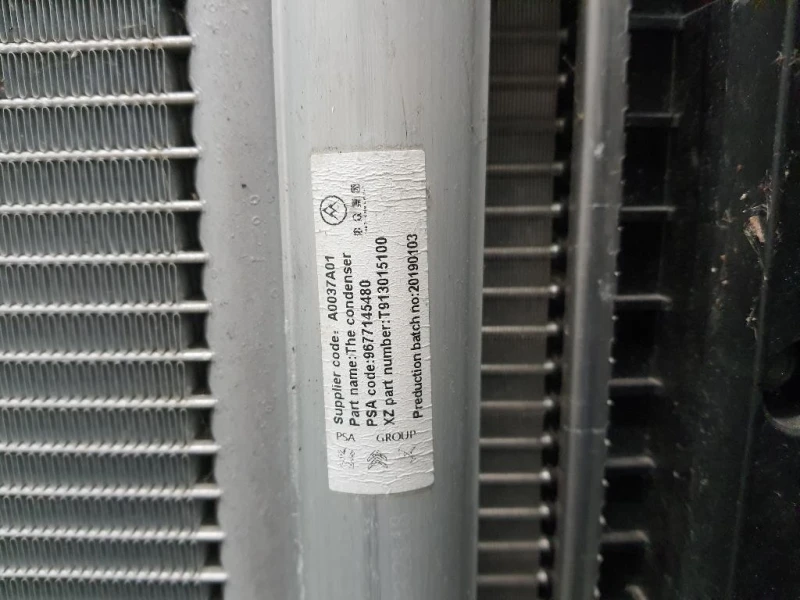 Supplier code: A0037A01
Part name:The condenser
PSA code:9677145480
XZ part number:T913015100
Preduction batch no:20190103
PSA GROUP